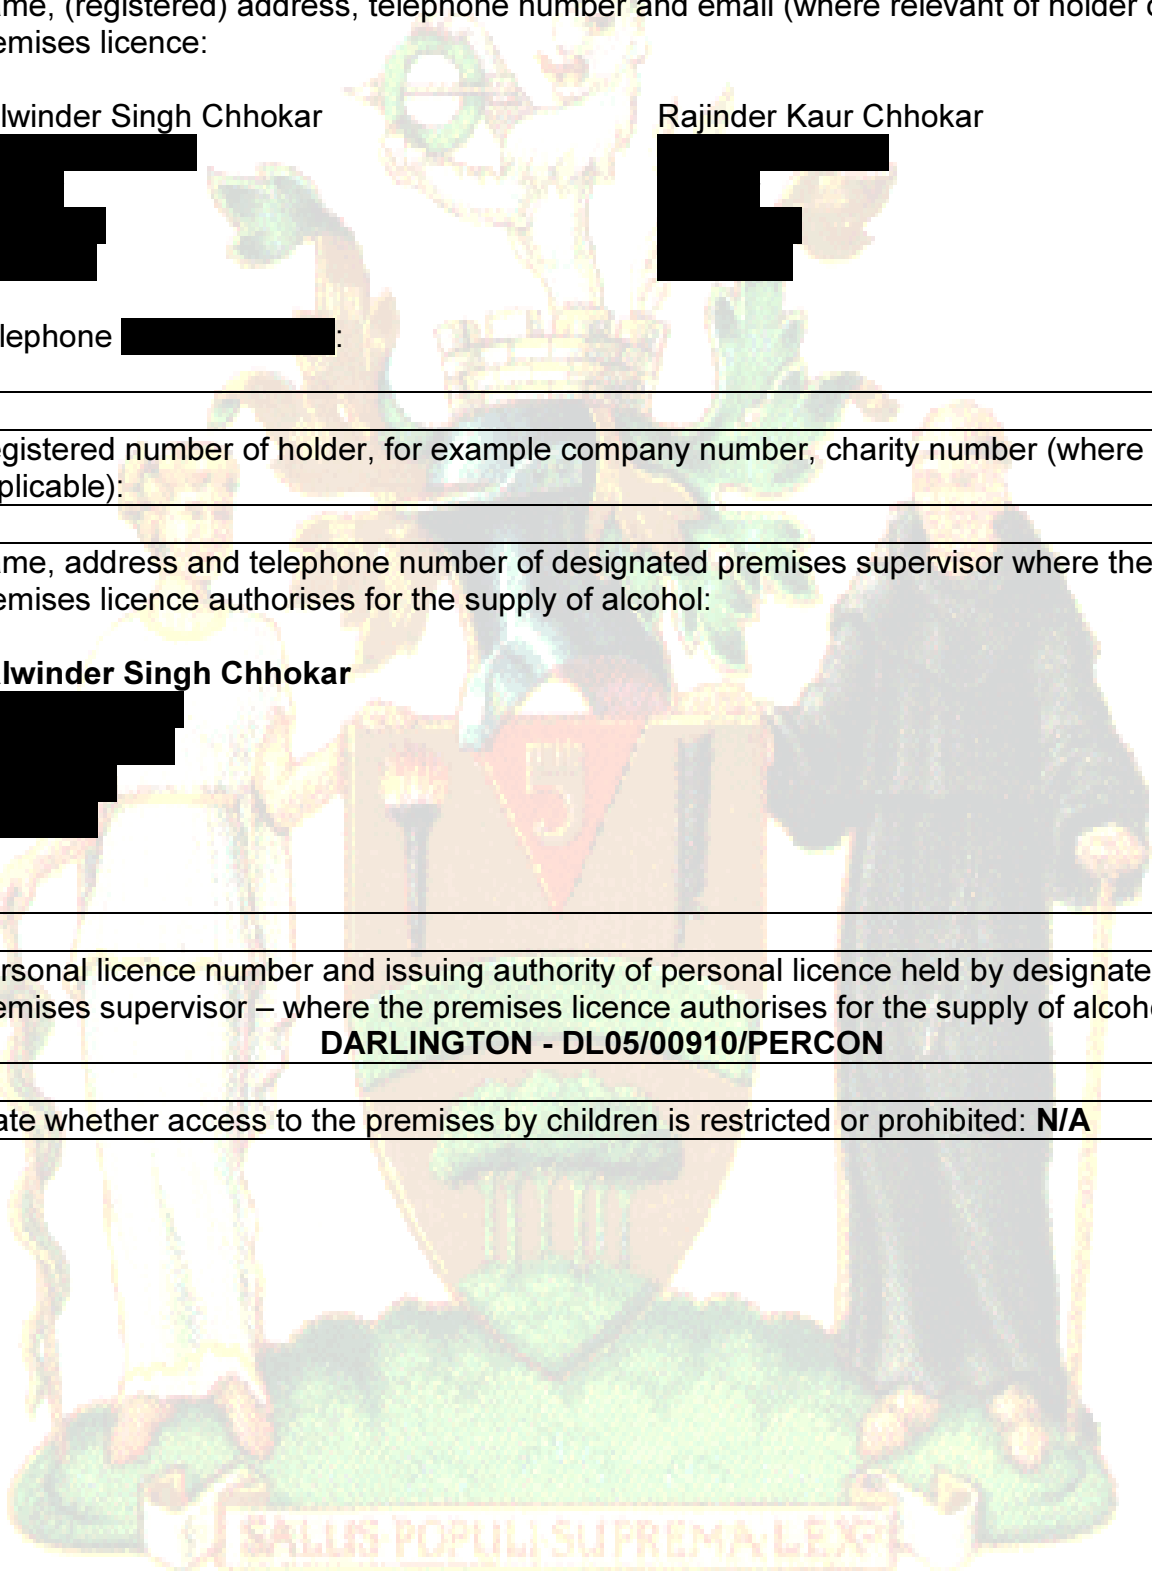 ame, (registered) address, telephone number and email (where relevant of holder o
emises licence:
lwinder Singh Chhokar Rajinder Kaur Chhokar
lephone :
gistered number of holder, for example company number, charity number (where
plicable):
ame, address and telephone number of designated premises supervisor where the
emises licence authorises for the supply of alcohol:
lwinder Singh Chhokar
rsonal licence number and issuing authority of personal licence held by designate
emises supervisor – where the premises licence authorises for the supply of alcoho
DARLINGTON - DL05/00910/PERCON
ate whether access to the premises by children is restricted or prohibited: N/A
SALUS·POPULI·SUPREMA·LEX